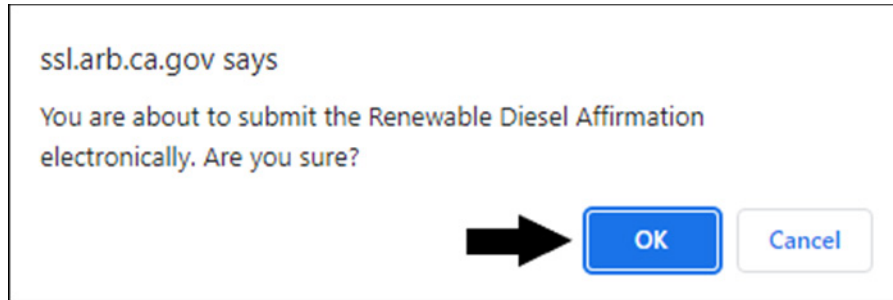 ssl.arb.ca.gov says
You are about to submit the Renewable Diesel Affirmation
electronically. Are you sure?
OK
Cancel